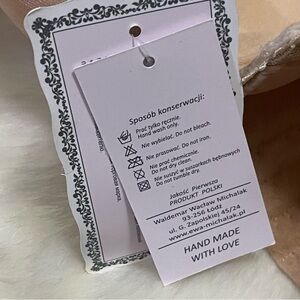 Sposób konserwacji:
Prać tylko ręcznie.
Hand wash only.
Nie wybielać. Do not bleach.
Nie prasować. Do not iron.
Nie prać chemicznie.
Do not dry clean.
Nie suszyć w suszarkach bębnowych
Do not tumble dry.
Jakość Pierwsza
PRODUKT POLSKI
Waldemar Wacław Michalak
93-256 Łódź
ul. G. Zapolskiej 45/24
www.ewa-michalak.pl
HAND MADE
WITH LOVE